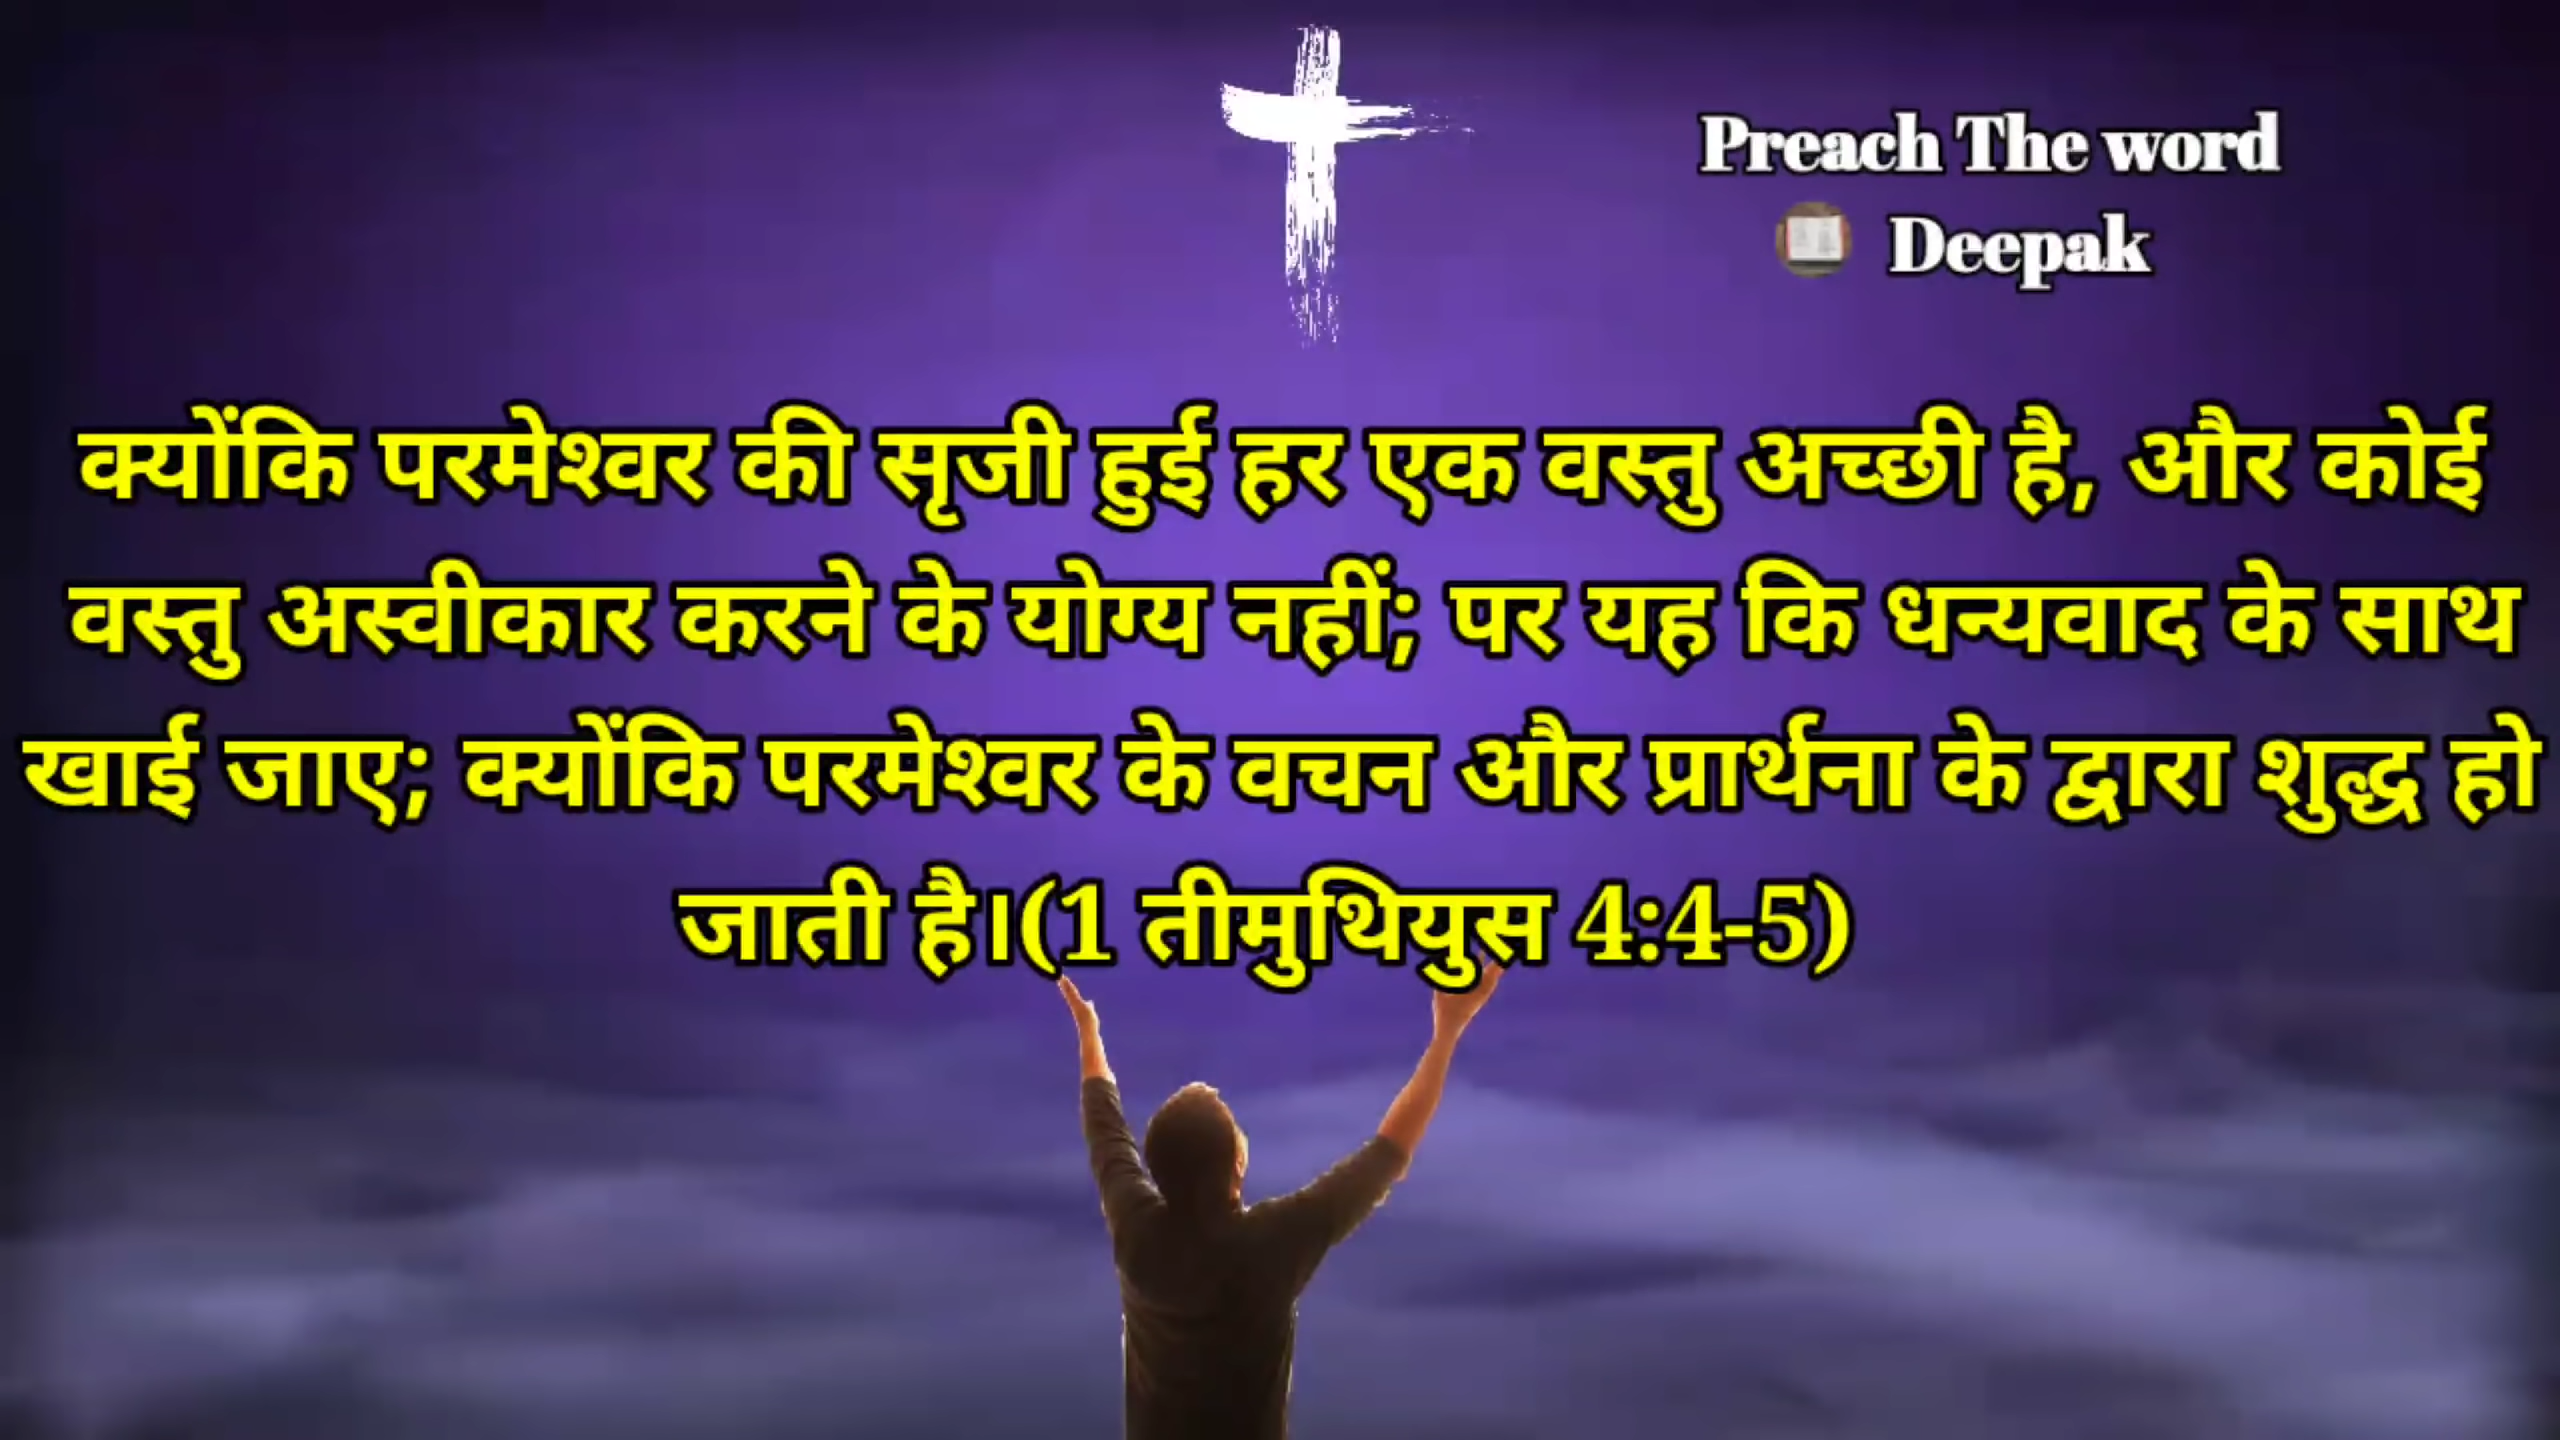 Preach The word
Deepak
क्योंकि परमेश्वर की सृजी हुई हर एक वस्तु अच्छी है, और कोई
वस्तु अस्वीकार करने के योग्य नहीं; पर यह कि धन्यवाद के साथ
खाई जाए; क्योंकि परमेश्वर के वचन और प्रार्थना के द्वारा शुद्ध हो
जाती है।(1 तीमुथियुस 4:4-5)